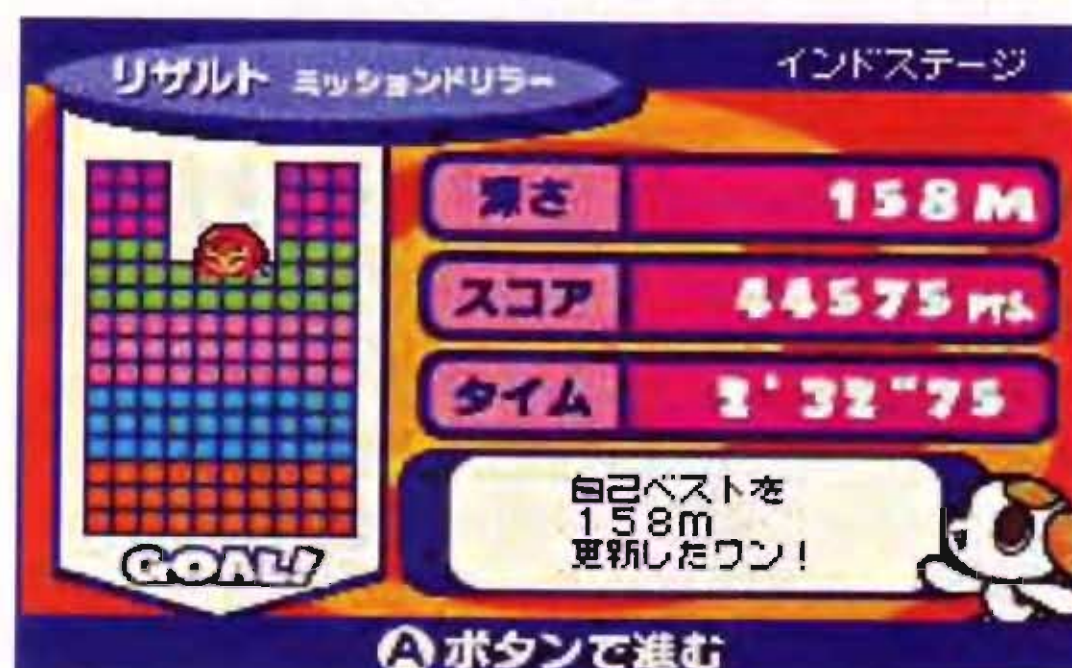 リザルト ミッションドリラー
インドステージ
深さ 158M
スコア 44575 PTS.
タイム 2'32"75
自己ベストを
158m
更新したワン！
GOAL!
Aボタンで進む